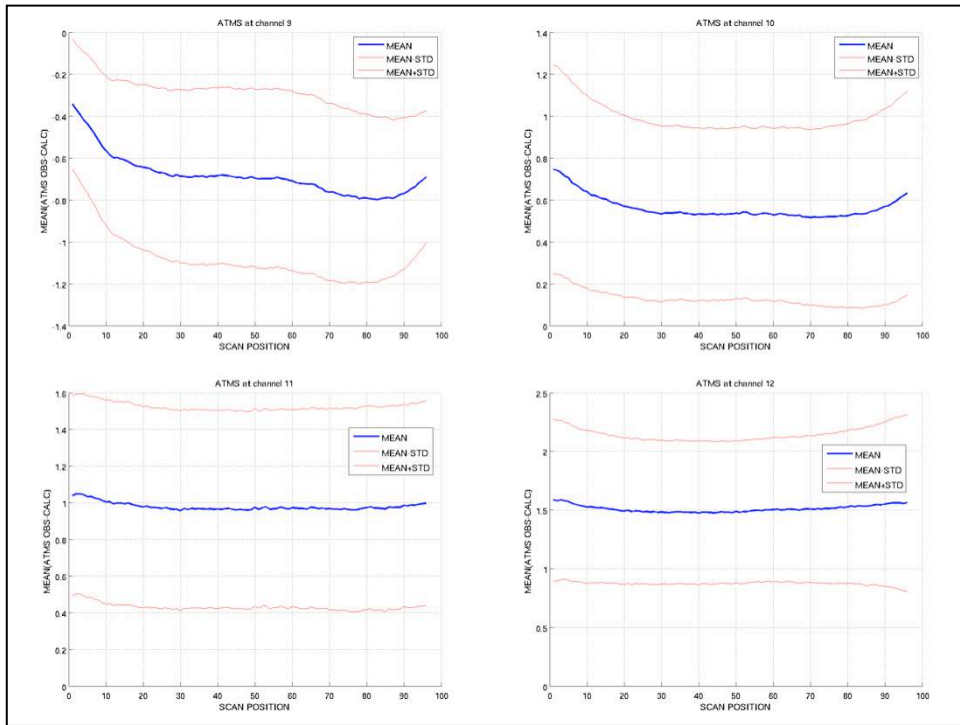 ATMS at channel 9
0
-0.2
-0.4
-0.6
-0.8
-1
-1.2
-1.4
MEAN(ATMS OBS-CALC)
MEAN
MEAN-STD
MEAN+STD
0 10 20 30 40 50 60 70 80 90 100
SCAN POSITION
ATMS at channel 10
1.4
1.2
1
0.8
0.6
0.4
0.2
0
MEAN(ATMS OBS-CALC)
MEAN
MEAN-STD
MEAN+STD
0 10 20 30 40 50 60 70 80 90 100
SCAN POSITION
ATMS at channel 11
1.6
1.4
1.2
1
0.8
0.6
0.4
0.2
0
MEAN(ATMS OBS-CALC)
MEAN
MEAN-STD
MEAN+STD
0 10 20 30 40 50 60 70 80 90 100
SCAN POSITION
ATMS at channel 12
2.5
2
1.5
1
0.5
0
MEAN(ATMS OBS-CALC)
MEAN
MEAN-STD
MEAN+STD
0 10 20 30 40 50 60 70 80 90 100
SCAN POSITION